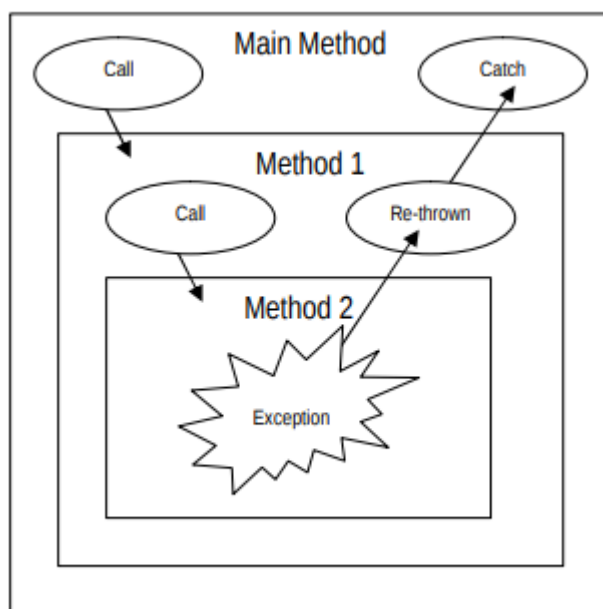 Main Method
Call
Catch
Method 1
Call
Re-thrown
Method 2
Exception